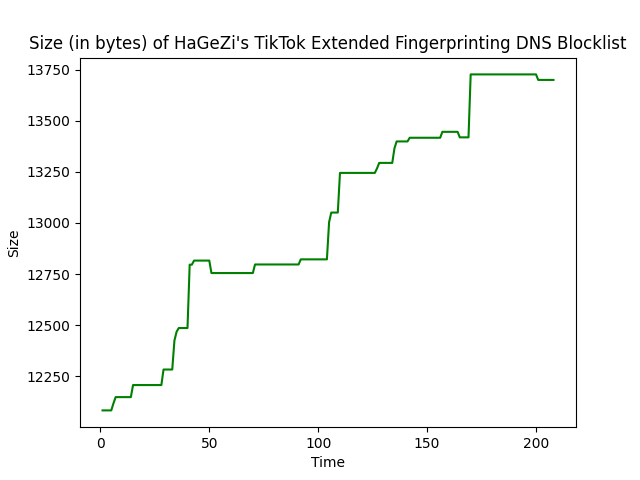 Size (in bytes) of HaGeZi's TikTok Extended Fingerprinting DNS Blocklist
13750
13500
13250
13000
12750
12500
12250
Size
0 50 100 150 200
Time